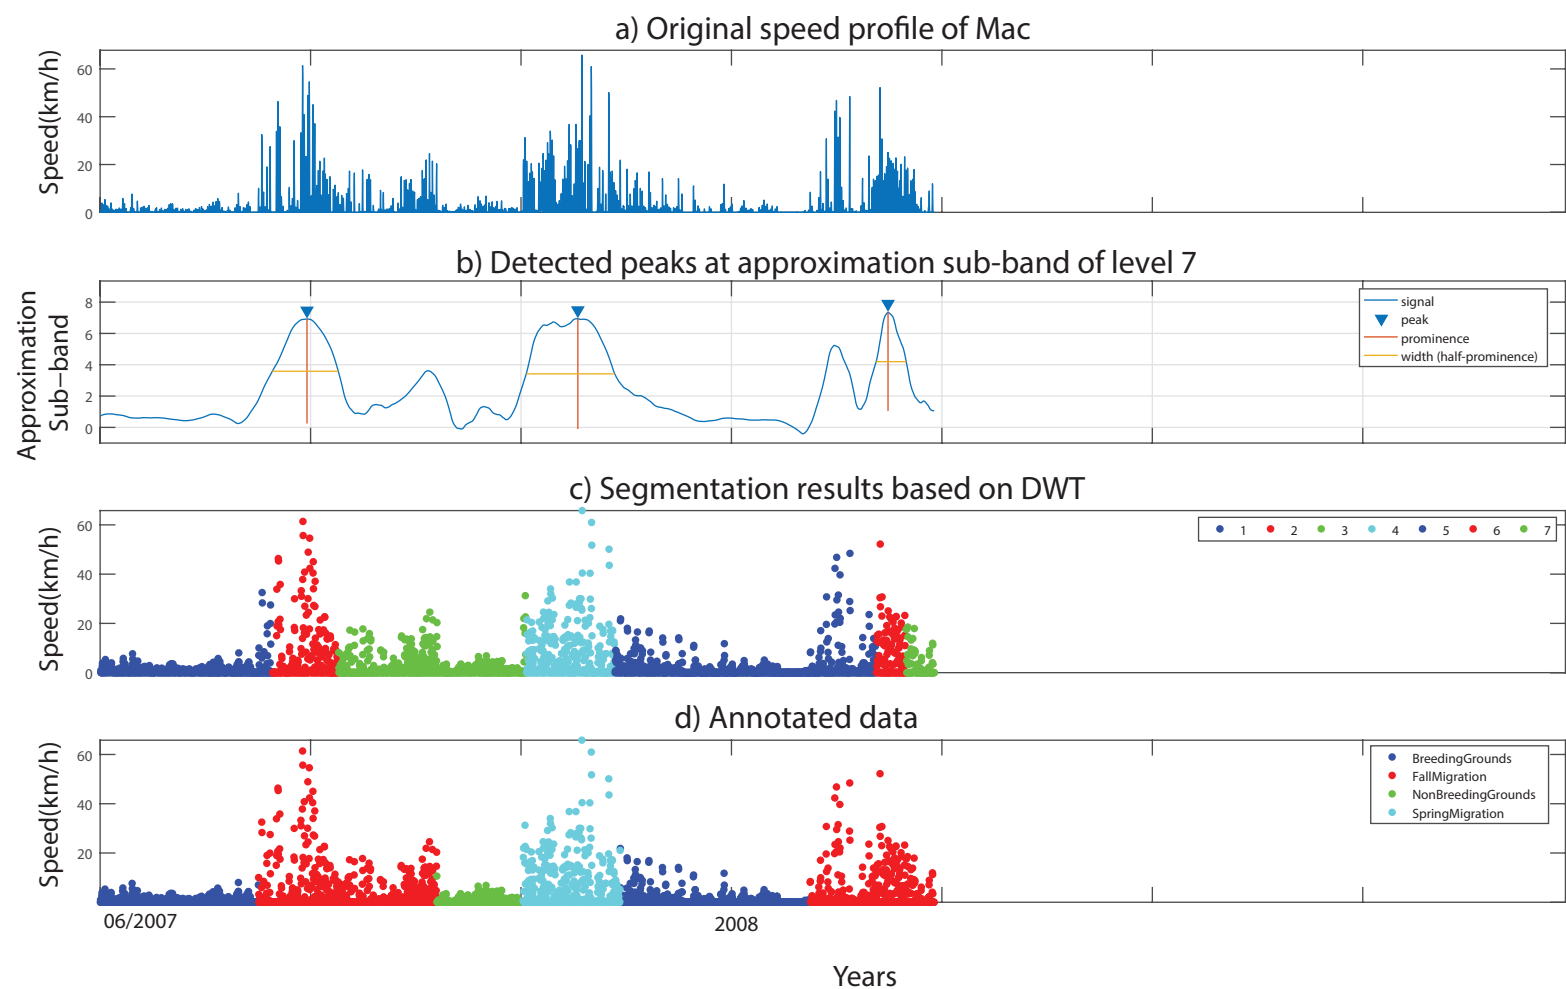 a) Original speed profile of Mac
Speed(km/h)
60
40
20
0
b) Detected peaks at approximation sub-band of level 7
Approximation
Sub−band
8
6
4
2
0
signal
peak
prominence
width (half-prominence)
c) Segmentation results based on DWT
Speed(km/h)
60
40
20
0
1 2 3 4 5 6 7
d) Annotated data
Speed(km/h)
60
40
20
BreedingGrounds
FallMigration
NonBreedingGrounds
SpringMigration
06/2007 2008
Years